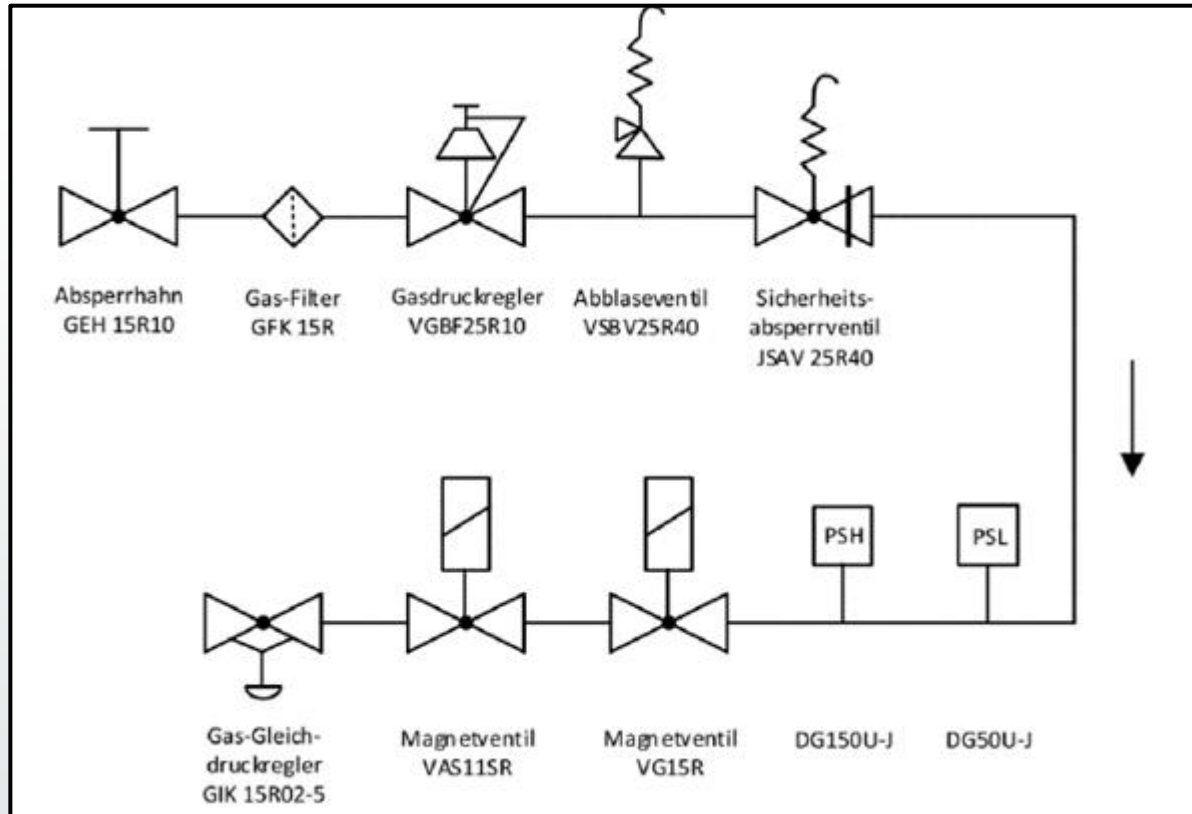 Absperrhahn
GEH 15R10
Gas-Filter
GFK 15R
Gasdruckregler
VGBF25R10
Abblaseventil
VSBV25R40
Sicherheits-
absperrventil
JSAV 25R40
PSH
PSL
Gas-Gleich-
druckregler
GIK 15R02-5
Magnetventil
VAS11SR
Magnetventil
VG15R
DG150U-J
DG50U-J